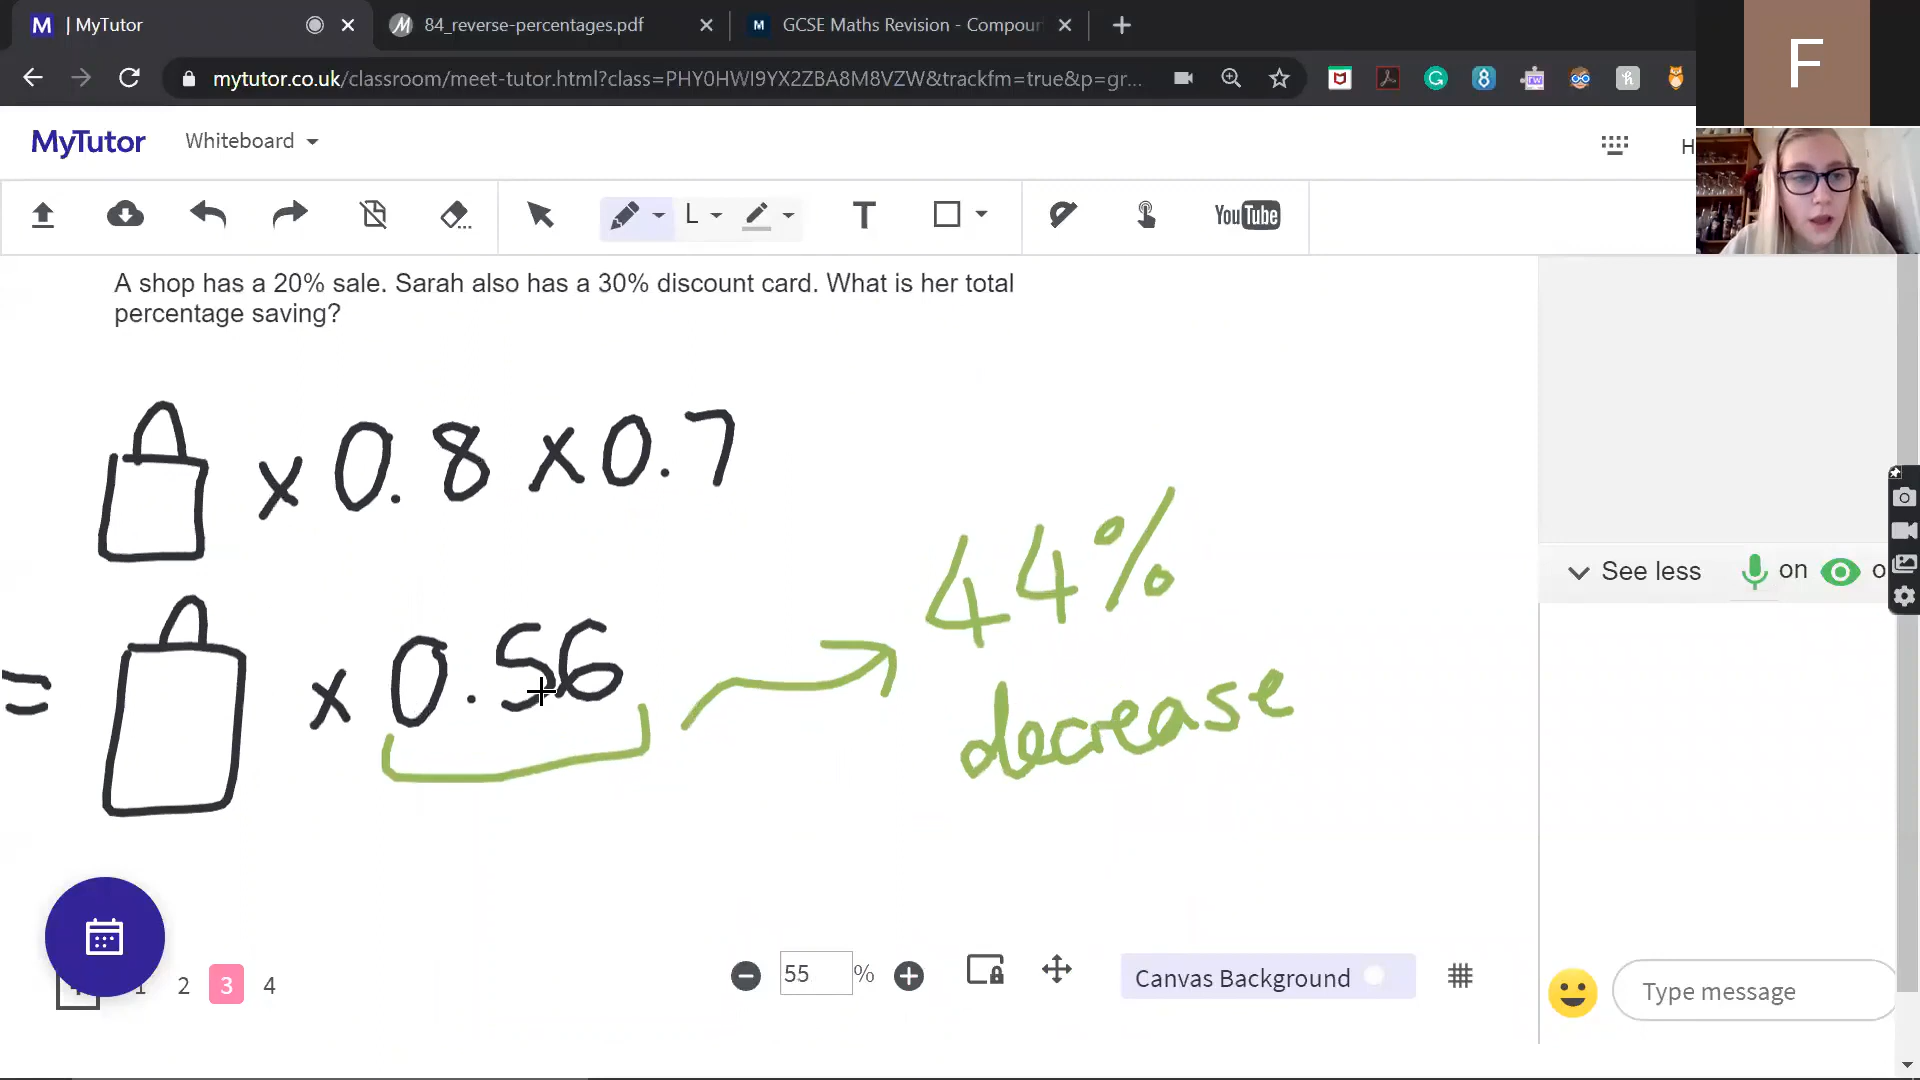 | MyTutor
84_reverse-percentages.pdf
GCSE Maths Revision - Compoun
mytutor.co.uk/classroom/meet-tutor.html?class=PHY0HWI9YX2ZBA8M8VZW&trackfm=true&p=gr...
F
MyTutor
Whiteboard
H
L
T
YouTube
A shop has a 20% sale. Sarah also has a 30% discount card. What is her total
percentage saving?
x 0.8 x 0.7
44%
= x 0.56
decrease
See less
on
o
1 2 3 4
55 %
Canvas Background
Type message